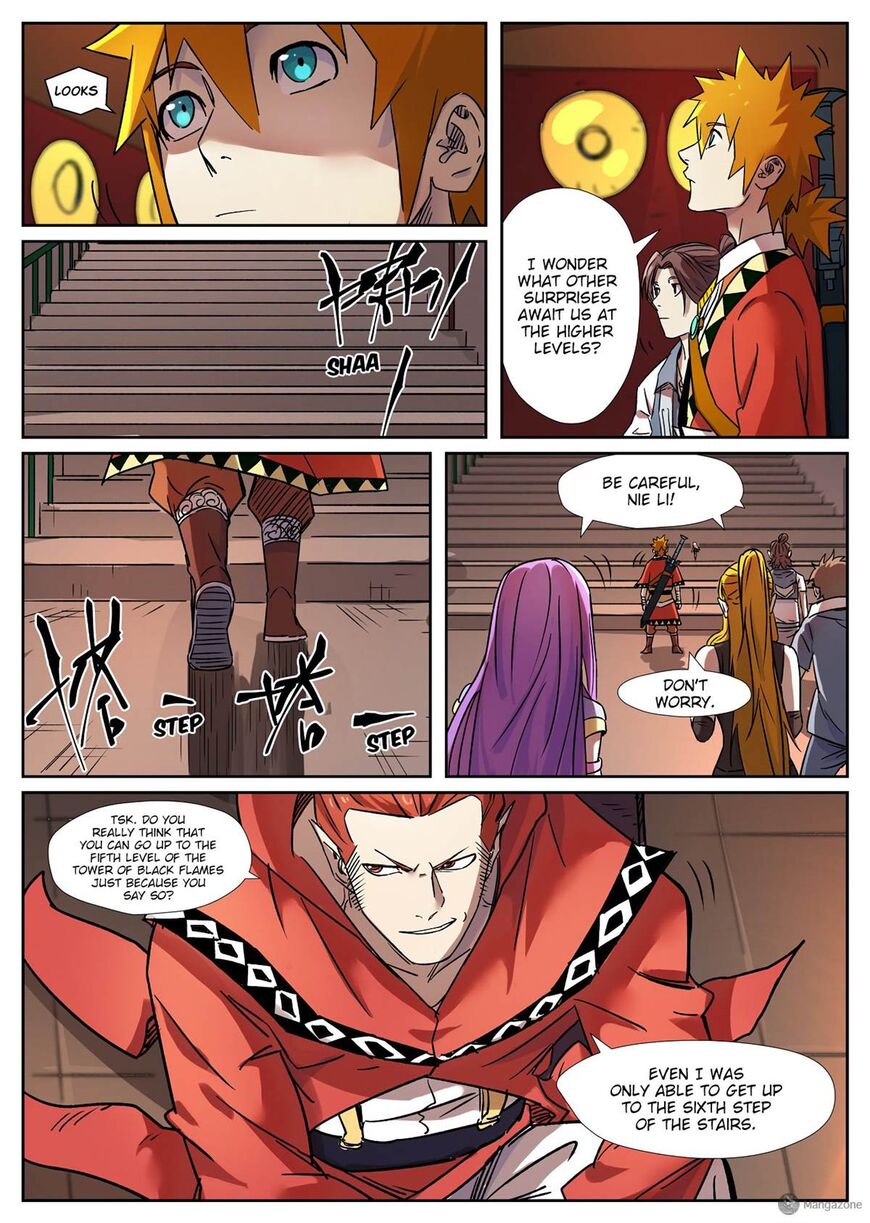 LOOKS
I WONDER
WHAT OTHER
SURPRISES
AWAIT US AT
THE HIGHER
LEVELS?
SHAA
STEP
STEP
BE CAREFUL,
NIE LI!
DON'T
WORRY.
TSK. DO YOU
REALLY THINK THAT
YOU CAN GO UP TO THE
FIFTH LEVEL OF THE
TOWER OF BLACK FLAMES
JUST BECAUSE YOU
SAY SO?
EVEN I WAS
ONLY ABLE TO GET UP
TO THE SIXTH STEP
OF THE STAIRS.
Mangazone